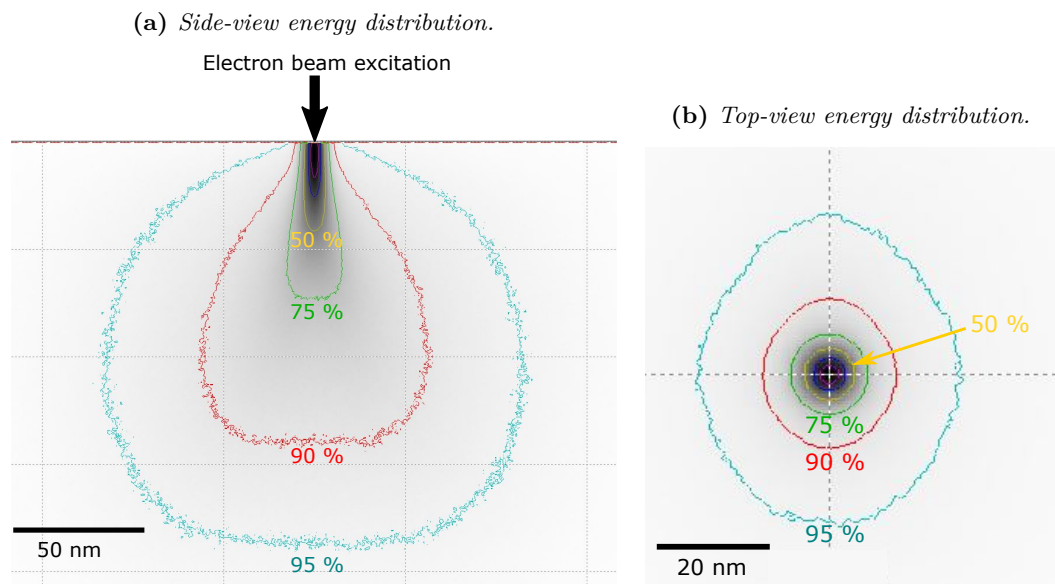 (a) Side-view energy distribution.
Electron beam excitation
50 %
75 %
90 %
95 %
50 nm
(b) Top-view energy distribution.
50 %
75 %
90 %
95 %
20 nm